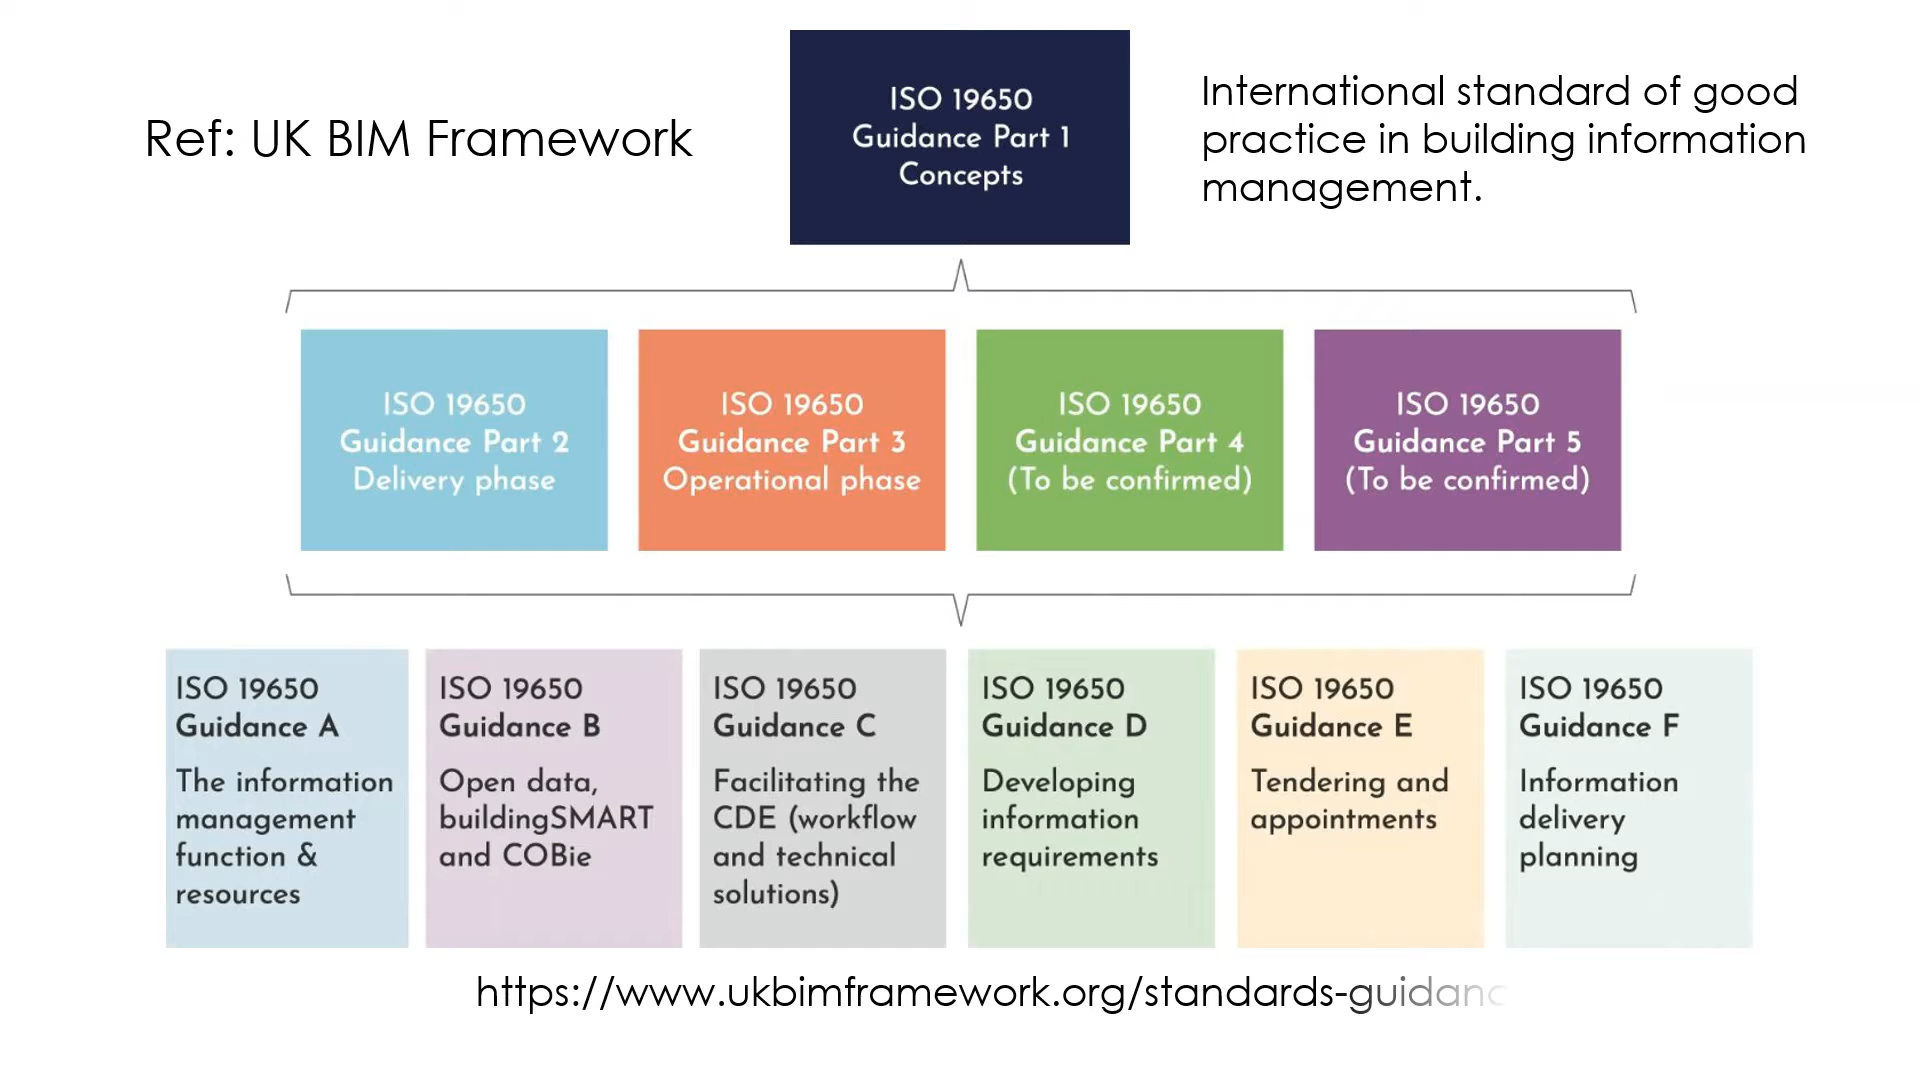 Ref: UK BIM Framework
ISO 19650
Guidance Part 1
Concepts
International standard of good
practice in building information
management.
ISO 19650
Guidance Part 2
Delivery phase
ISO 19650
Guidance Part 3
Operational phase
ISO 19650
Guidance Part 4
(To be confirmed)
ISO 19650
Guidance Part 5
(To be confirmed)
ISO 19650
Guidance A
The information
management
function &
resources
ISO 19650
Guidance B
Open data,
buildingSMART
and COBie
ISO 19650
Guidance C
Facilitating the
CDE (workflow
and technical
solutions)
ISO 19650
Guidance D
Developing
information
requirements
ISO 19650
Guidance E
Tendering and
appointments
ISO 19650
Guidance F
Information
delivery
planning
https://www.ukbimframework.org/standards-guidanc